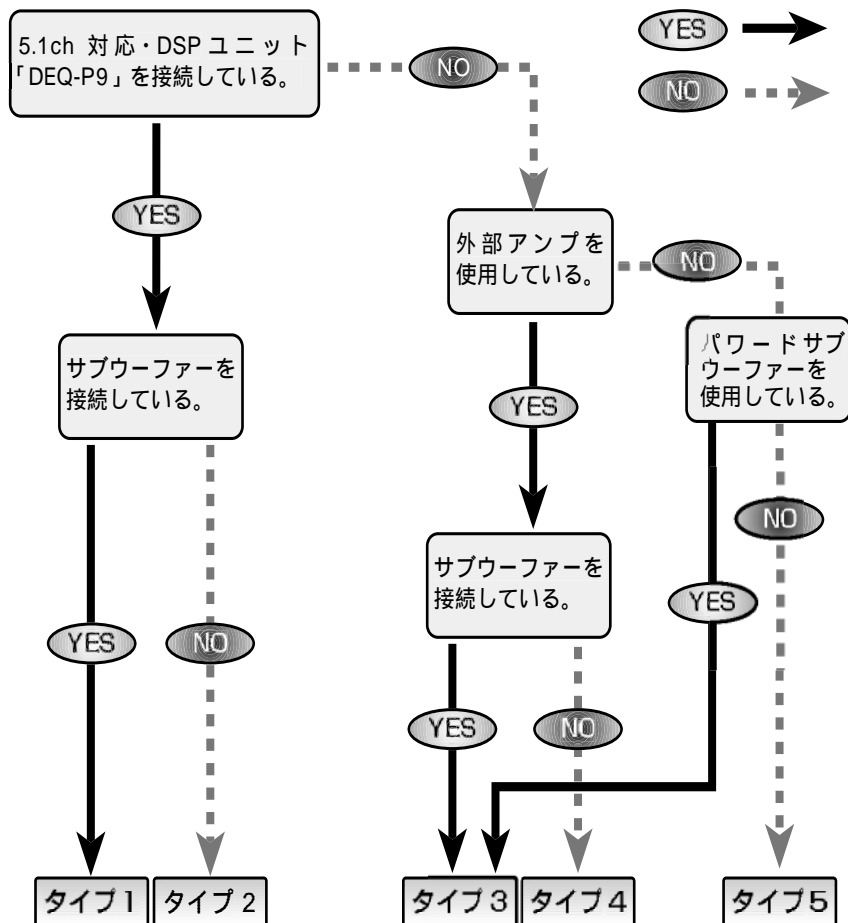 5.1ch 対応・DSPユニット
「DEQ-P9」を接続している。
NO
YES
NO
YES
外部アンプを
使用している。
NO
サブウーファーを
接続している。
パワードサブ
ウーファーを
使用している。
YES
NO
サブウーファーを
接続している。
YES
YES
NO
YES
NO
タイプ1
タイプ2
タイプ3
タイプ4
タイプ5